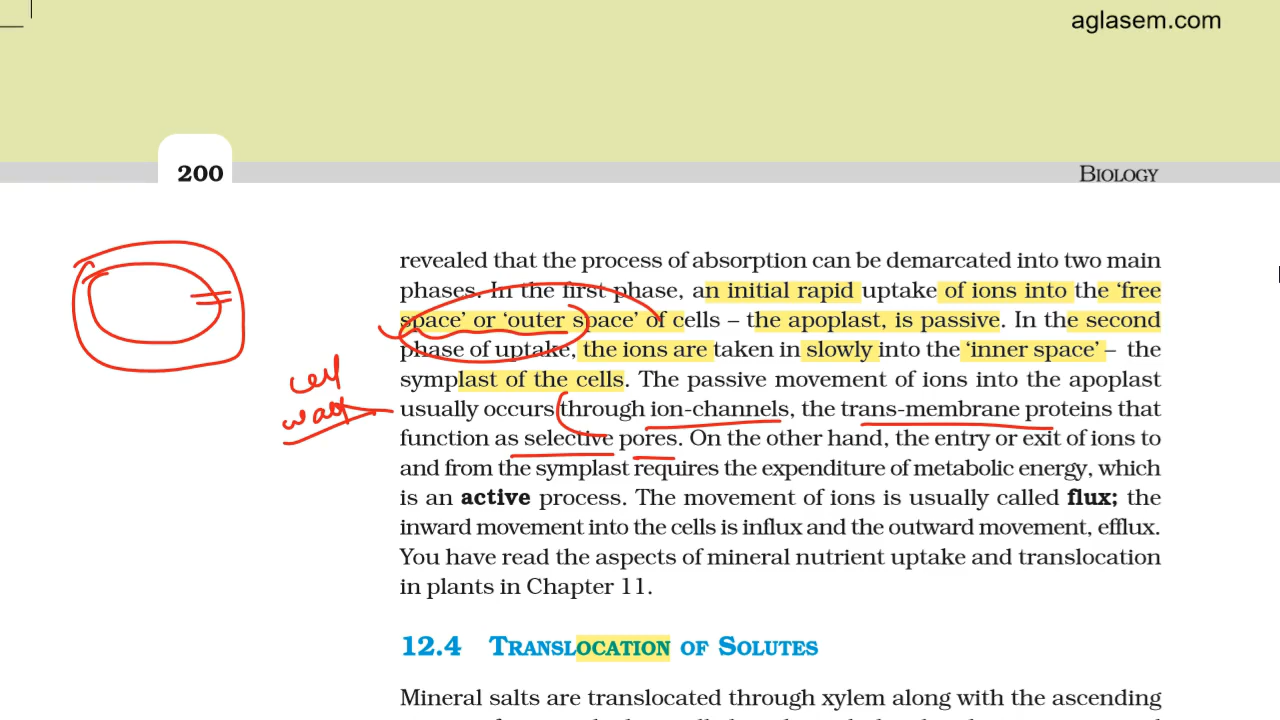 aglasem.com
200
BIOLOGY
revealed that the process of absorption can be demarcated into two main
phases. In the first phase, an initial rapid uptake of ions into the ‘free
space’ or ‘outer space’ of cells – the apoplast, is passive. In the second
phase of uptake, the ions are taken in slowly into the ‘inner space’ – the
symplast of the cells. The passive movement of ions into the apoplast
usually occurs through ion-channels, the trans-membrane proteins that
function as selective pores. On the other hand, the entry or exit of ions to
and from the symplast requires the expenditure of metabolic energy, which
is an active process. The movement of ions is usually called flux; the
inward movement into the cells is influx and the outward movement, efflux.
You have read the aspects of mineral nutrient uptake and translocation
in plants in Chapter 11.
cell
wall
12.4 TRANSLOCATION OF SOLUTES
Mineral salts are translocated through xylem along with the ascending